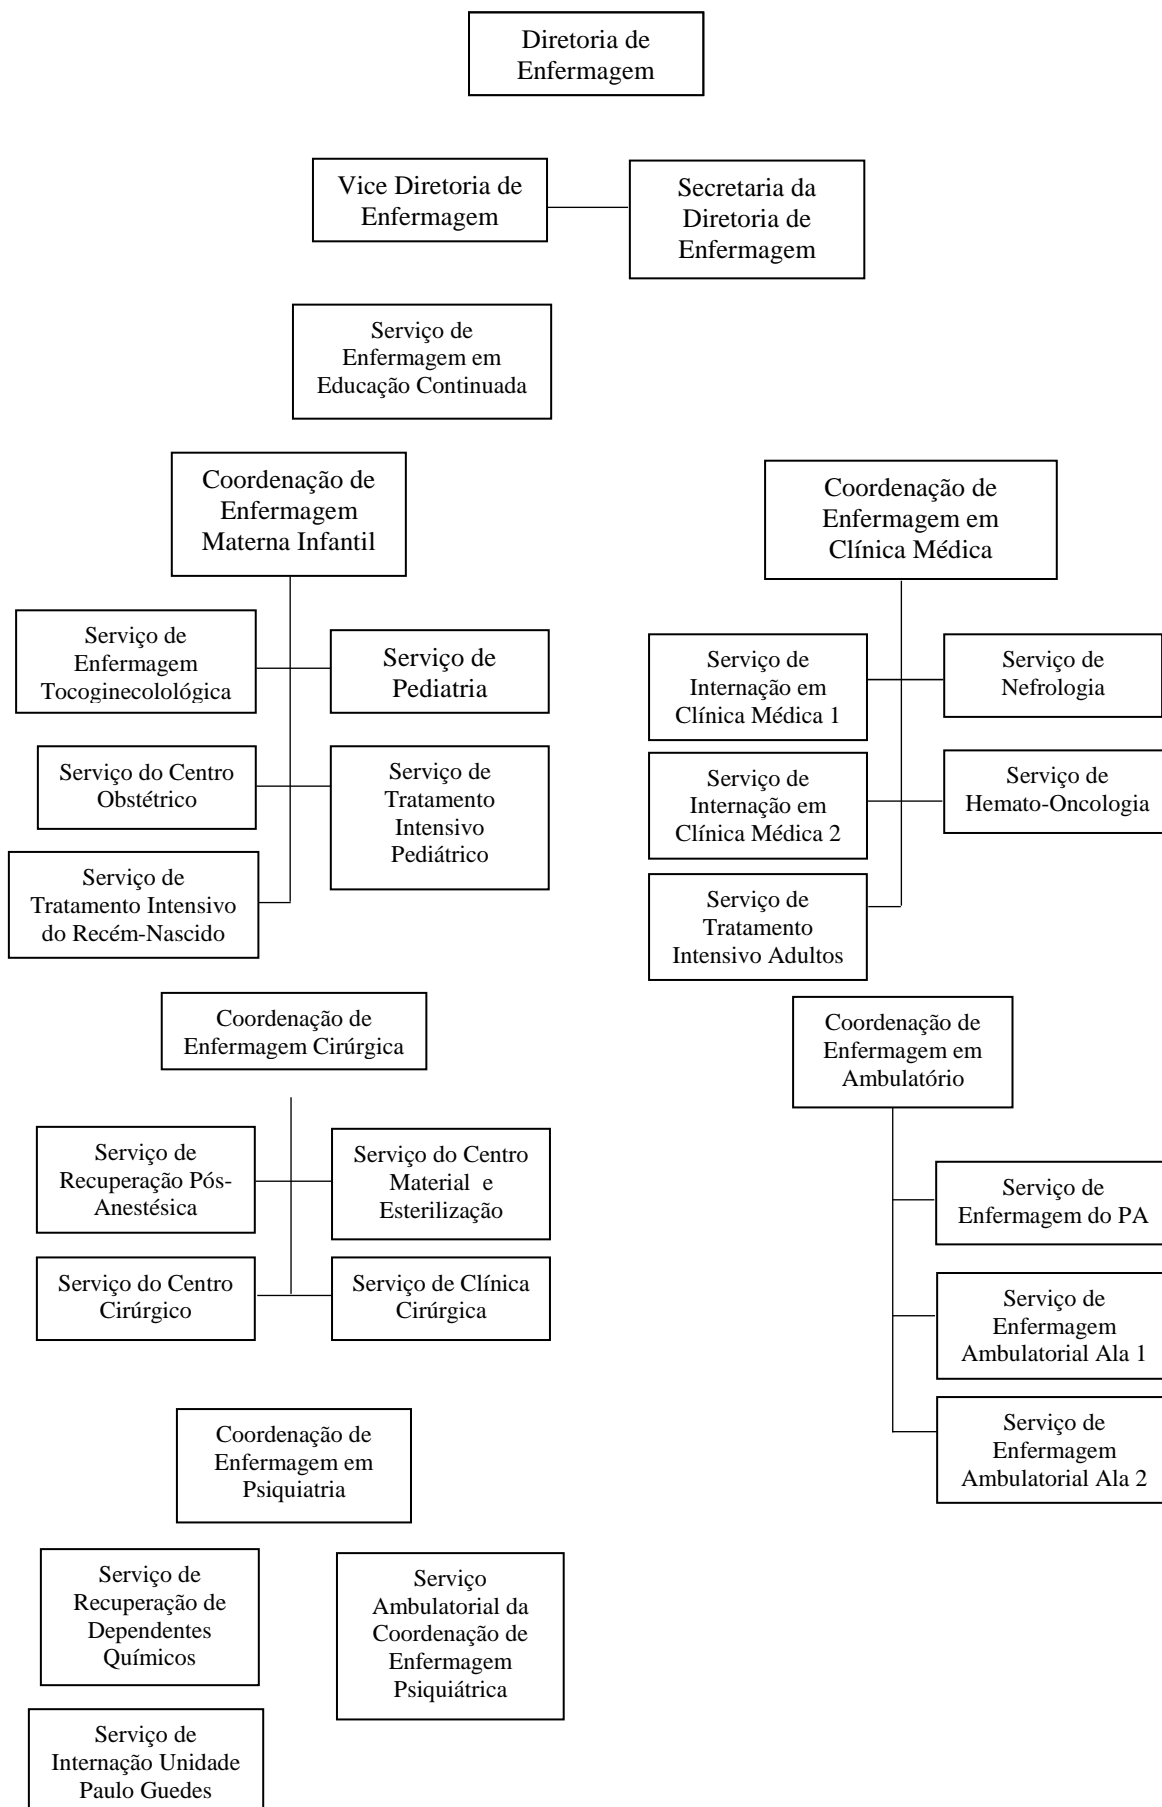 Diretoria de
Enfermagem
Vice Diretoria de
Enfermagem
Secretaria da
Diretoria de
Enfermagem
Serviço de
Enfermagem em
Educação Continuada
Coordenação de
Enfermagem
Materna Infantil
Coordenação de
Enfermagem em
Clínica Médica
Serviço de
Enfermagem
Tocoginecolológica
Serviço de
Pediatria
Serviço de
Internação em
Clínica Médica 1
Serviço de
Nefrologia
Serviço do Centro
Obstétrico
Serviço de
Tratamento
Intensivo
Pediátrico
Serviço de
Internação em
Clínica Médica 2
Serviço de
Hemato-Oncologia
Serviço de
Tratamento Intensivo
do Recém-Nascido
Serviço de
Tratamento
Intensivo Adultos
Coordenação de
Enfermagem Cirúrgica
Coordenação de
Enfermagem em
Ambulatório
Serviço de
Recuperação Pós-
Anestésica
Serviço do Centro
Material e
Esterilização
Serviço de
Enfermagem do PA
Serviço do Centro
Cirúrgico
Serviço de Clínica
Cirúrgica
Serviço de
Enfermagem
Ambulatorial Ala 1
Coordenação de
Enfermagem em
Psiquiatria
Serviço de
Enfermagem
Ambulatorial Ala 2
Serviço de
Recuperação de
Dependentes
Químicos
Serviço
Ambulatorial da
Coordenação de
Enfermagem
Psiquiátrica
Serviço de
Internação Unidade
Paulo Guedes